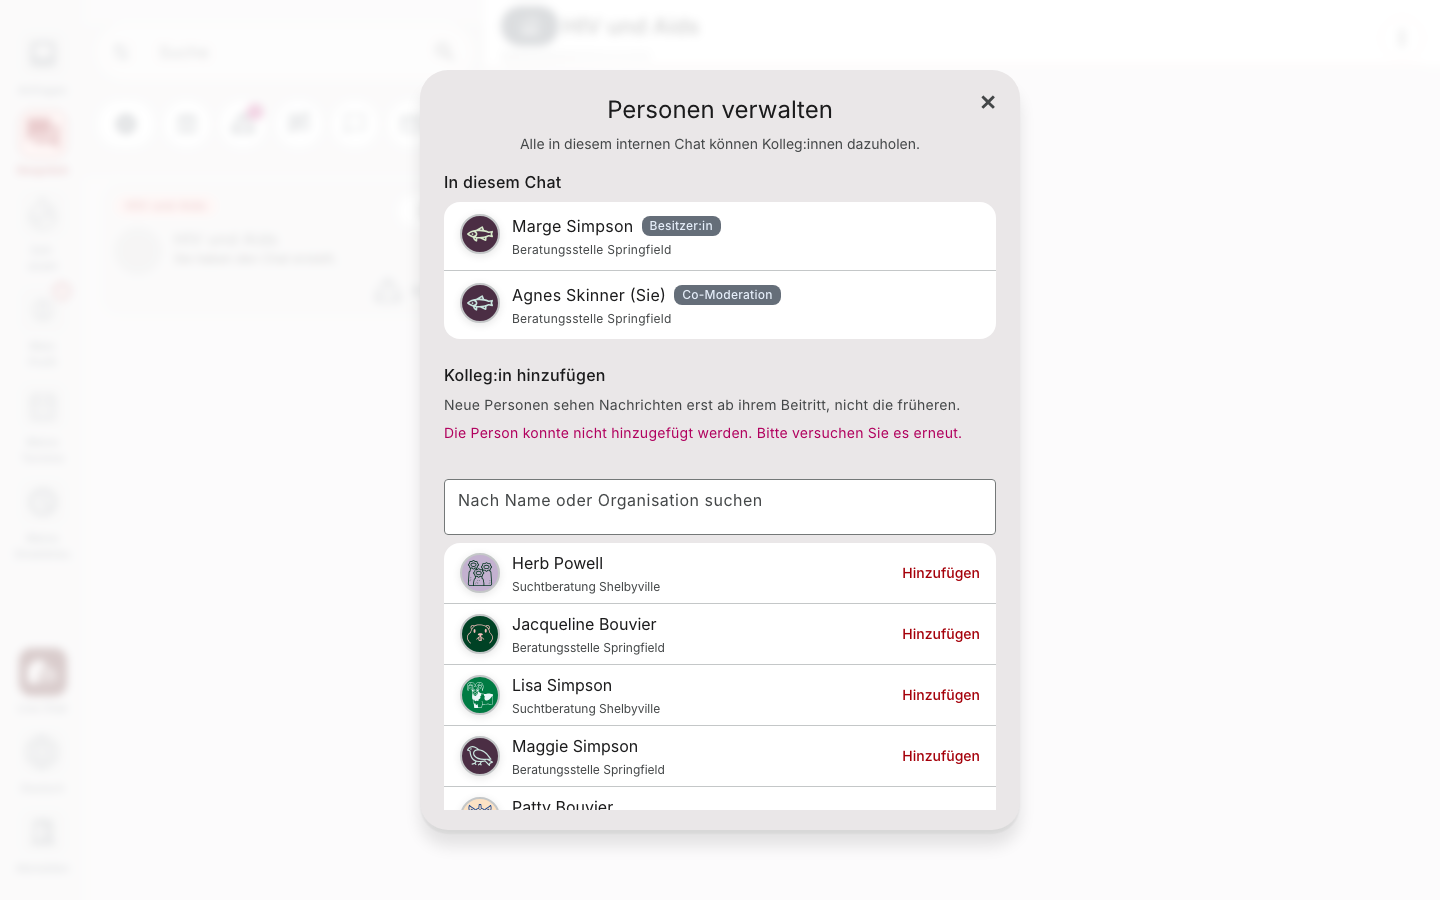 HIV und Aids
Suche
Personen verwalten
Alle in diesem internen Chat können Kolleg:innen dazuholen.
In diesem Chat
Marge Simpson Besitzer:in
Beratungsstelle Springfield
Agnes Skinner (Sie) Co-Moderation
Beratungsstelle Springfield
Kolleg:in hinzufügen
Neue Personen sehen Nachrichten erst ab ihrem Beitritt, nicht die früheren.
Die Person konnte nicht hinzugefügt werden. Bitte versuchen Sie es erneut.
Nach Name oder Organisation suchen
Herb Powell
Suchtberatung Shelbyville
Hinzufügen
Jacqueline Bouvier
Beratungsstelle Springfield
Hinzufügen
Lisa Simpson
Suchtberatung Shelbyville
Hinzufügen
Maggie Simpson
Beratungsstelle Springfield
Hinzufügen
Patty Bouvier